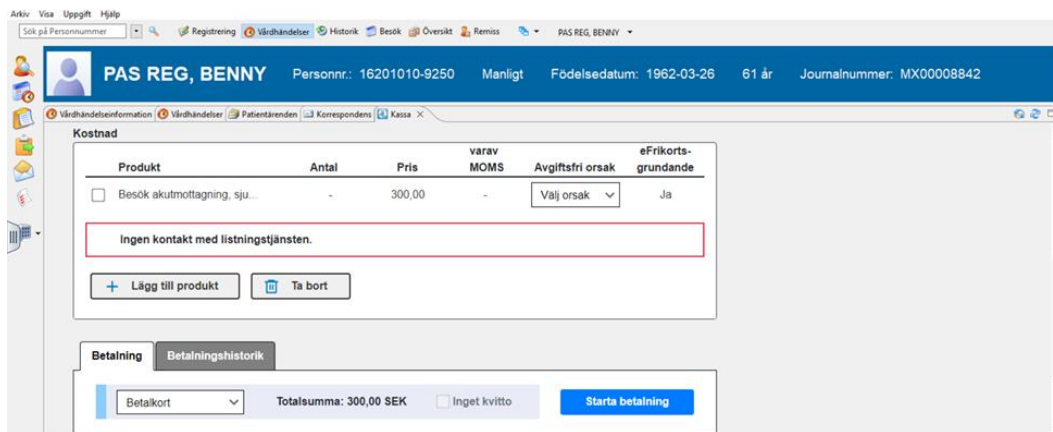 Arkiv Visa Uppgift Hjälp
Sök på Personnummer Registrering Vårdhändelser Historik Besök Översikt Remiss PAS REG, BENNY
PAS REG, BENNY Personnr.: 16201010-9250 Manligt Födelsedatum: 1962-03-26 61 år Journalnummer: MX00008842
Vårdhändelseinformation Vårdhändelser Patientärenden Korrespondens Kassa
Kostnad
varav eFrikorts-
Produkt Antal Pris MOMS Avgiftsfri orsak grundande
Besök akutmottagning, sju... - 300,00 - Välj orsak Ja
Ingen kontakt med listningstjänsten.
+ Lägg till produkt Ta bort
Betalning Betalningshistorik
Betalkort Totalsumma: 300,00 SEK Inget kvitto Starta betalning